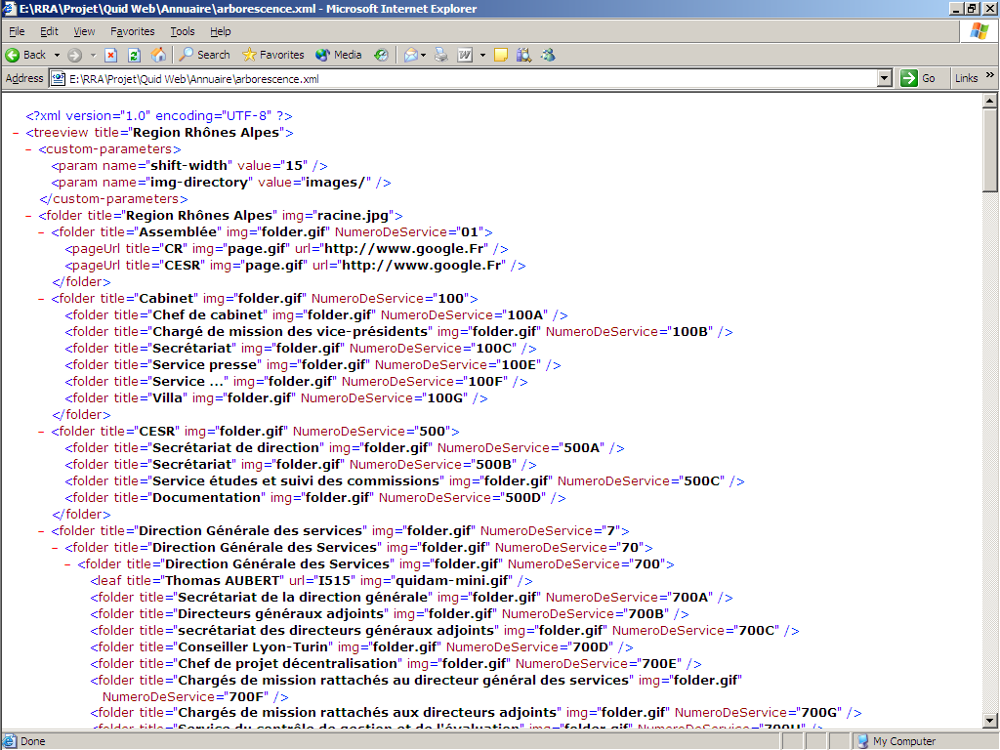 E:\RRA\Projet\Quid Web\Annuaire\arborescence.xml - Microsoft Internet Explorer
File Edit View Favorites Tools Help
Back Search Favorites Media
Address E:\RRA\Projet\Quid Web\Annuaire\arborescence.xml Go Links »
<?xml version="1.0" encoding="UTF-8" ?>
- <treeview title="Region Rhônes Alpes">
- <custom-parameters>
<param name="shift-width" value="15" />
<param name="img-directory" value="images/" />
</custom-parameters>
- <folder title="Region Rhônes Alpes" img="racine.jpg">
- <folder title="Assemblée" img="folder.gif" NumeroDeService="01">
<pageUrl title="CR" img="page.gif" url="http://www.google.Fr" />
<pageUrl title="CESR" img="page.gif" url="http://www.google.Fr" />
</folder>
- <folder title="Cabinet" img="folder.gif" NumeroDeService="100">
<folder title="Chef de cabinet" img="folder.gif" NumeroDeService="100A" />
<folder title="Chargé de mission des vice-présidents" img="folder.gif" NumeroDeService="100B" />
<folder title="Secrétariat" img="folder.gif" NumeroDeService="100C" />
<folder title="Service presse" img="folder.gif" NumeroDeService="100E" />
<folder title="Service ..." img="folder.gif" NumeroDeService="100F" />
<folder title="Villa" img="folder.gif" NumeroDeService="100G" />
</folder>
- <folder title="CESR" img="folder.gif" NumeroDeService="500">
<folder title="Secrétariat de direction" img="folder.gif" NumeroDeService="500A" />
<folder title="Secrétariat" img="folder.gif" NumeroDeService="500B" />
<folder title="Service études et suivi des commissions" img="folder.gif" NumeroDeService="500C" />
<folder title="Documentation" img="folder.gif" NumeroDeService="500D" />
</folder>
- <folder title="Direction Générale des services" img="folder.gif" NumeroDeService="7">
- <folder title="Direction Générale des Services" img="folder.gif" NumeroDeService="70">
- <folder title="Direction Générale des Services" img="folder.gif" NumeroDeService="700">
<leaf title="Thomas AUBERT" url="I515" img="quidam-mini.gif" />
<folder title="Secrétariat de la direction générale" img="folder.gif" NumeroDeService="700A" />
<folder title="Directeurs généraux adjoints" img="folder.gif" NumeroDeService="700B" />
<folder title="secrétariat des directeurs généraux adjoints" img="folder.gif" NumeroDeService="700C" />
<folder title="Conseiller Lyon-Turin" img="folder.gif" NumeroDeService="700D" />
<folder title="Chef de projet décentralisation" img="folder.gif" NumeroDeService="700E" />
<folder title="Chargés de mission rattachés au directeur général des services" img="folder.gif"
NumeroDeService="700F" />
<folder title="Chargés de mission rattachés aux directeurs adjoints" img="folder.gif" NumeroDeService="700G" />
<folder title="Service du contrôle de gestion et de l'évaluation" img="folder.gif" NumeroDeService="700H" />
Done My Computer